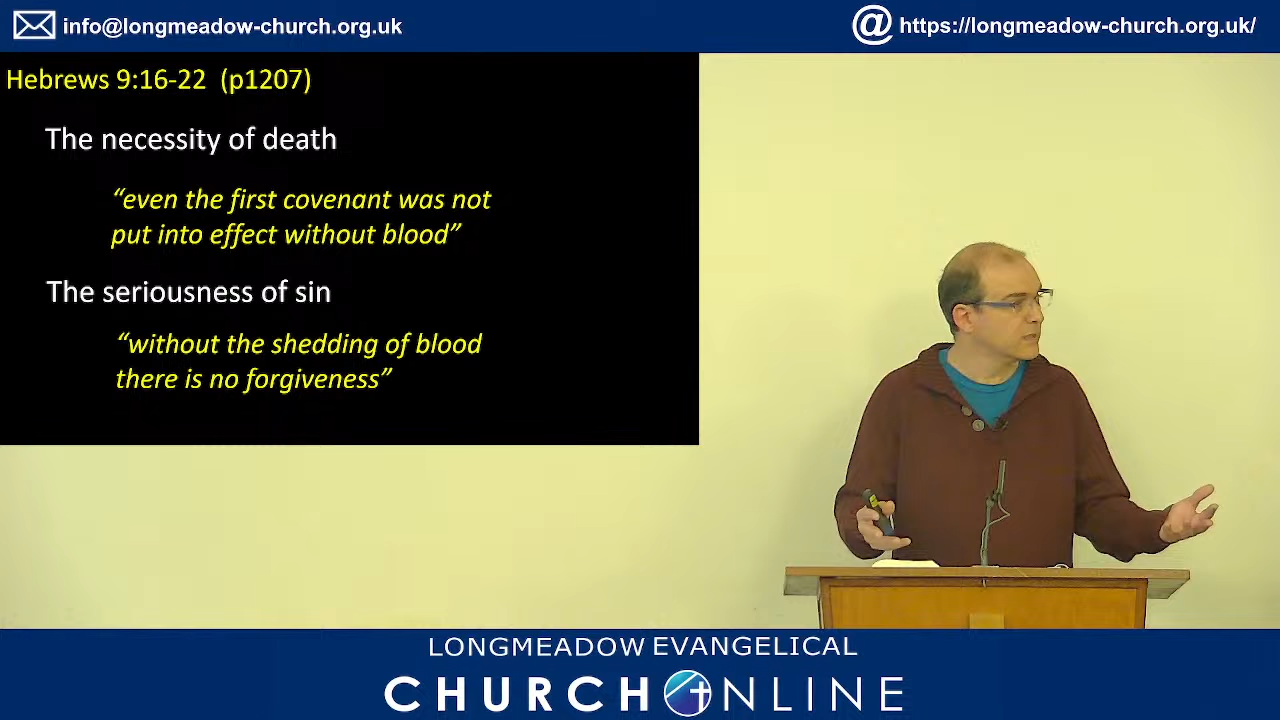 info@longmeadow-church.org.uk
https://longmeadow-church.org.uk/
Hebrews 9:16-22 (p1207)
The necessity of death
“even the first covenant was not
put into effect without blood”
The seriousness of sin
“without the shedding of blood
there is no forgiveness”
LONGMEADOW EVANGELICAL
CHURCH ONLINE